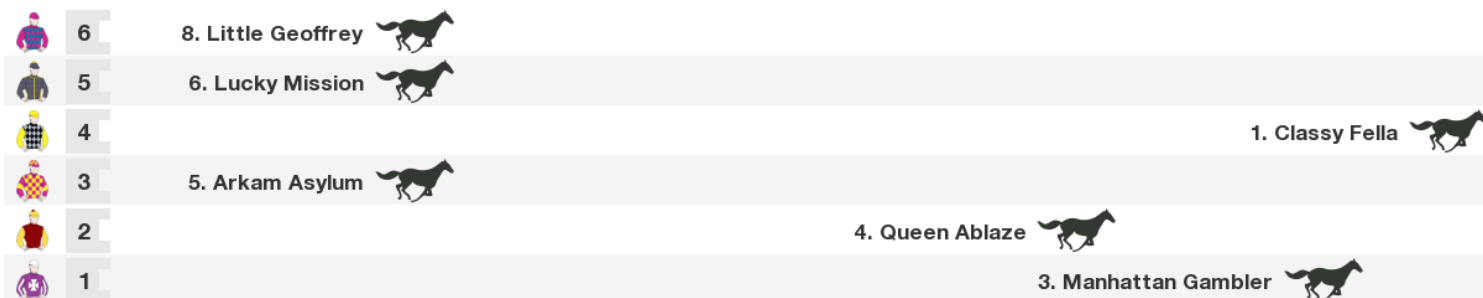 6 8. Little Geoffrey
5 6. Lucky Mission
4 1. Classy Fella
3 5. Arkam Asylum
2 4. Queen Ablaze
1 3. Manhattan Gambler